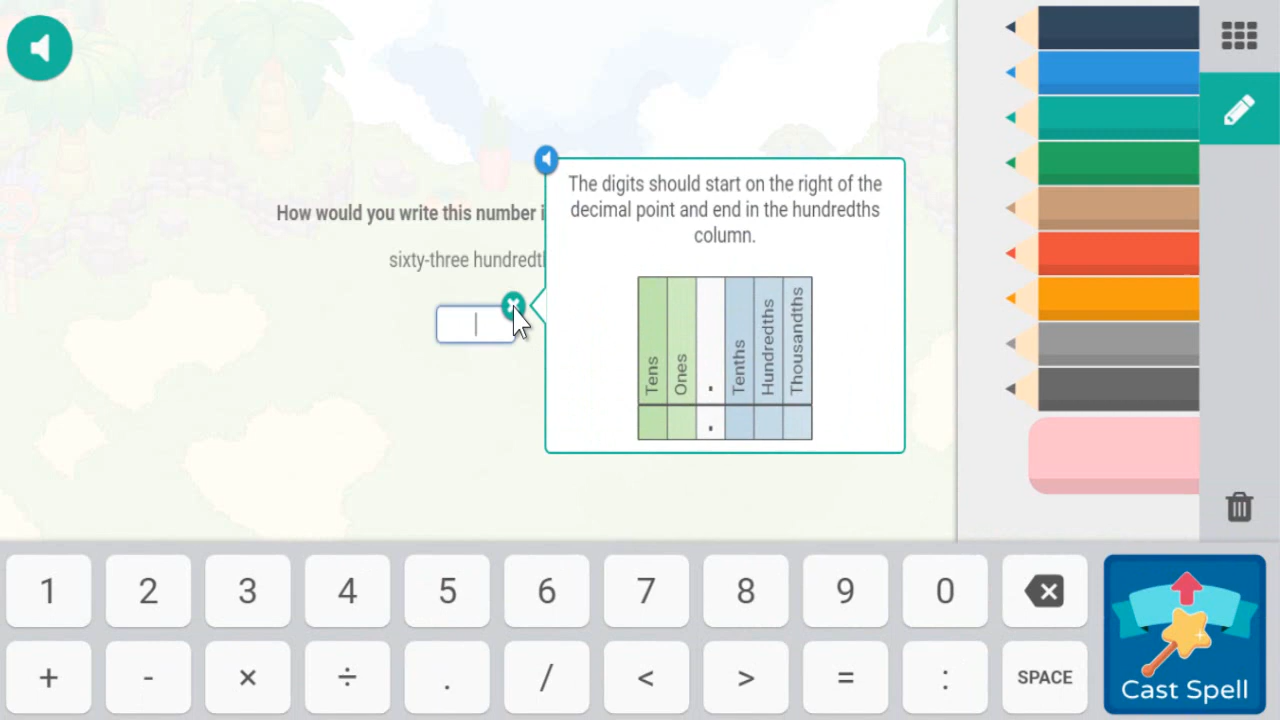 The digits should start on the right of the
decimal point and end in the hundredths
column.
How would you write this number i
sixty-three hundredt
Tens
Ones
.
Tenths
Hundredths
Thousandths
.
1 2 3 4 5 6 7 8 9 0
+ - × ÷ . / < > = : SPACE
Cast Spell